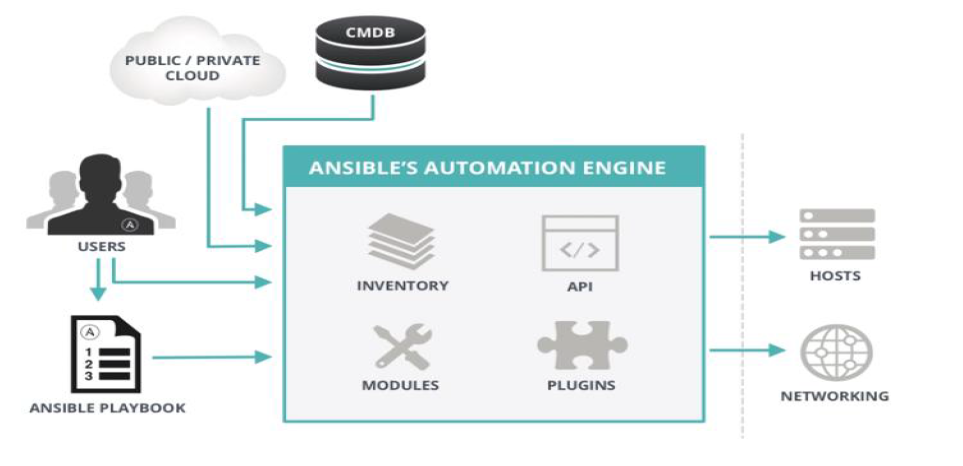 CMDB
PUBLIC / PRIVATE
CLOUD
ANSIBLE'S AUTOMATION ENGINE
A
USERS
INVENTORY
API
</>
HOSTS
A
1
2
3
MODULES
PLUGINS
NETWORKING
ANSIBLE PLAYBOOK